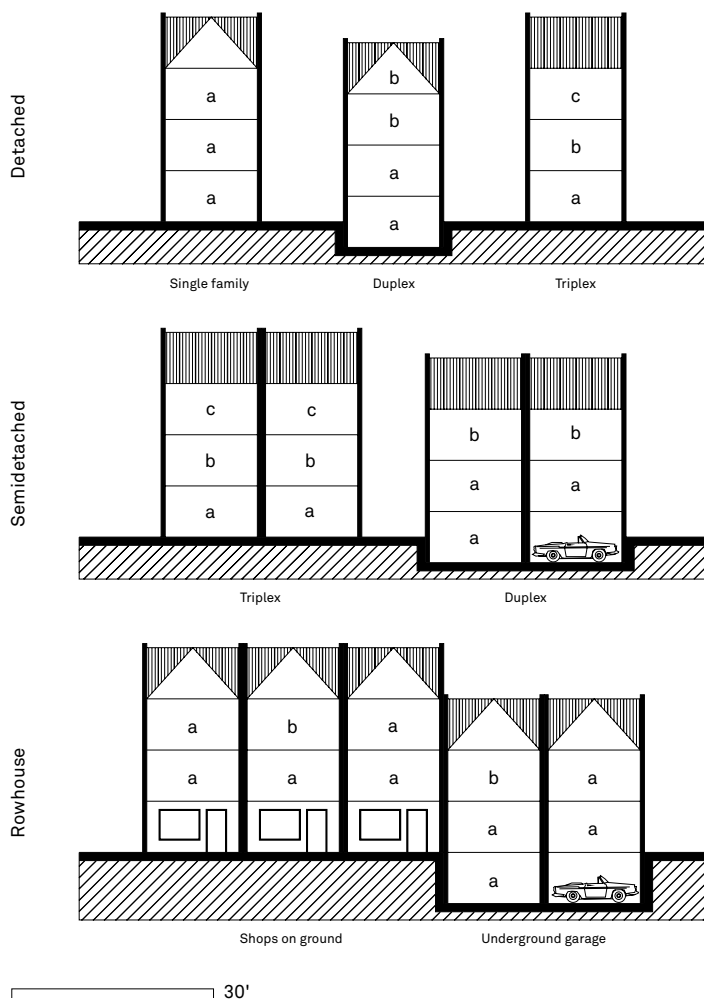 Detached
b
a
c
b
a
b
a
a
a
a
Single family
Duplex
Triplex
Semidetached
c
c
b
b
b
b
a
a
a
a
a
Triplex
Duplex
Rowhouse
a
b
a
b
a
a
a
a
a
a
a
Shops on ground
Underground garage
30'